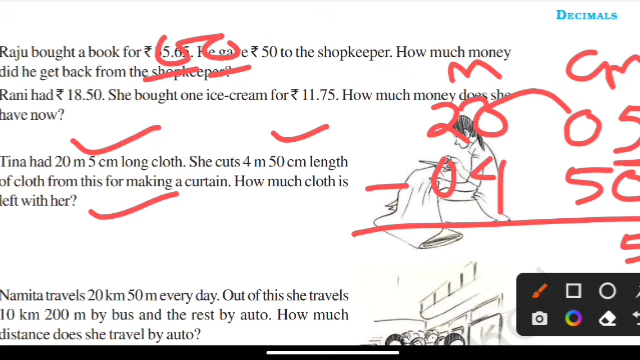 DECIMALS
Raju bought a book for ₹ 35.65. He gave ₹ 50 to the shopkeeper. How much money
did he get back from the shopkeeper?
Rani had ₹ 18.50. She bought one ice-cream for ₹ 11.75. How much money does she
have now?
Tina had 20 m 5 cm long cloth. She cuts 4 m 50 cm length
of cloth from this for making a curtain. How much cloth is
left with her?
Namita travels 20 km 50 m every day. Out of this she travels
10 km 200 m by bus and the rest by auto. How much
distance does she travel by auto?
m cm
20 05
- 04 50
5